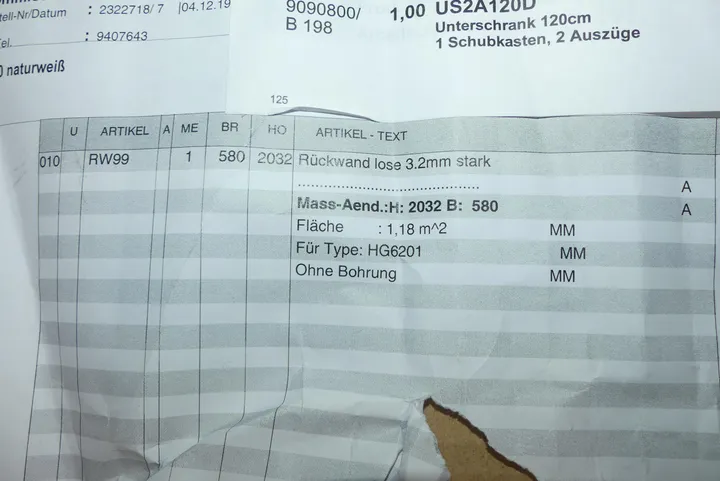 tell-Nr/Datum : 2322718/ 7 |04.12.19
el. : 9407643
naturweiß
9090800/ 1,00 US2A120D
B 198 Unterschrank 120cm
1 Schubkasten, 2 Auszüge
125
U ARTIKEL A ME BR HO ARTIKEL - TEXT
010 RW99 1 580 2032 Rückwand lose 3.2mm stark
............................................. A
Mass-Aend.:H: 2032 B: 580 A
Fläche : 1,18 m^2 MM
Für Type: HG6201 MM
Ohne Bohrung MM